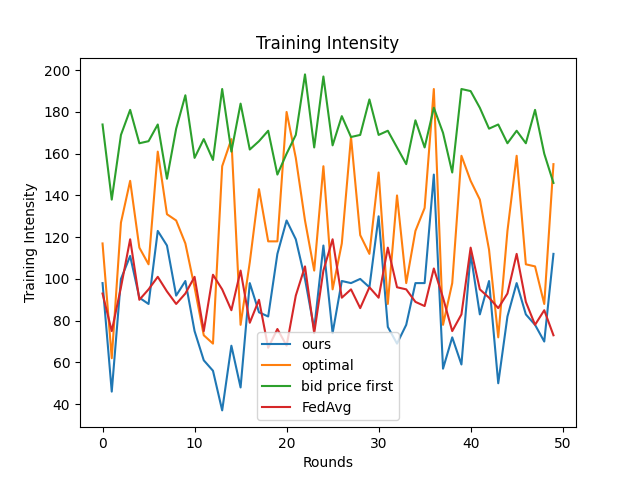 Training Intensity
200
180
160
140
120
100
80
60
40
Training Intensity
ours
optimal
bid price first
FedAvg
0
10
20
30
40
50
Rounds